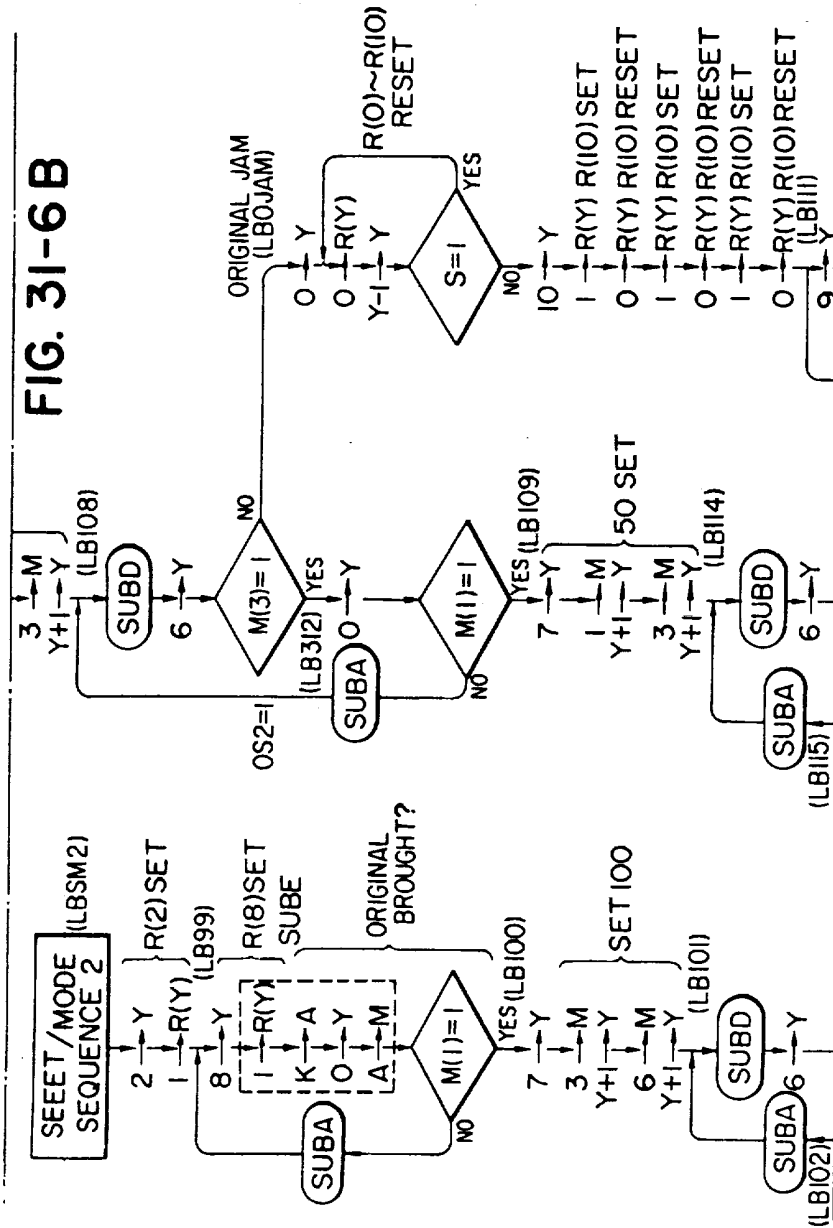 FIG. 31-6B
SEEET/MODE
SEQUENCE 2
(LBSM2)
2→Y
1→R(Y)
R(2)SET
(LB99)
8→Y
1→R(Y)
R(8)SET
SUBE
K→A
0→Y
A→M
ORIGINAL
BROUGHT?
M(1)=1
NO
SUBA
YES
(LB100)
7→Y
3→M
Y+1→Y
6→M
Y+1→Y
SET 100
(LB101)
SUBD
6→Y
SUBA
(LB102)
3→M
Y+1→Y
(LB108)
SUBD
6→Y
M(3)=1
NO
OS2=1
(LB312)
YES
0→Y
M(1)=1
NO
SUBA
YES
(LB109)
7→Y
1→M
Y+1→Y
3→M
Y+1→Y
50 SET
(LB114)
SUBD
6→Y
SUBA
(LB115)
ORIGINAL JAM
(LBOJAM)
0→Y
0→R(Y)
Y-1→Y
R(0)~R(10)
RESET
S=1
YES
NO
10→Y
1→R(Y) R(10)SET
0→R(Y) R(10)RESET
1→R(Y) R(10)SET
0→R(Y) R(10)RESET
1→R(Y) R(10)SET
0→R(Y) R(10)RESET
(LB111)
9→Y